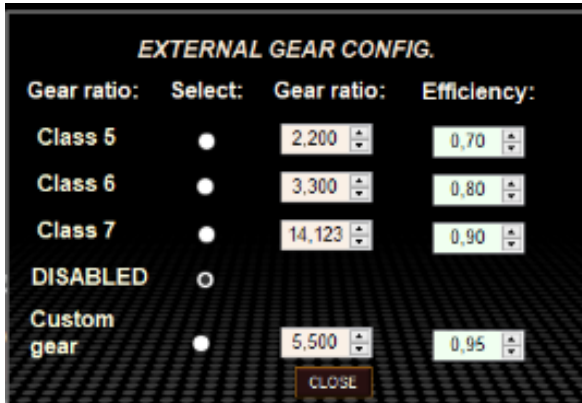 EXTERNAL GEAR CONFIG.
Gear ratio: Select: Gear ratio: Efficiency:
Class 5 2,200 0,70
Class 6 3,300 0,80
Class 7 14,123 0,90
DISABLED
Custom
gear 5,500 0,95
CLOSE